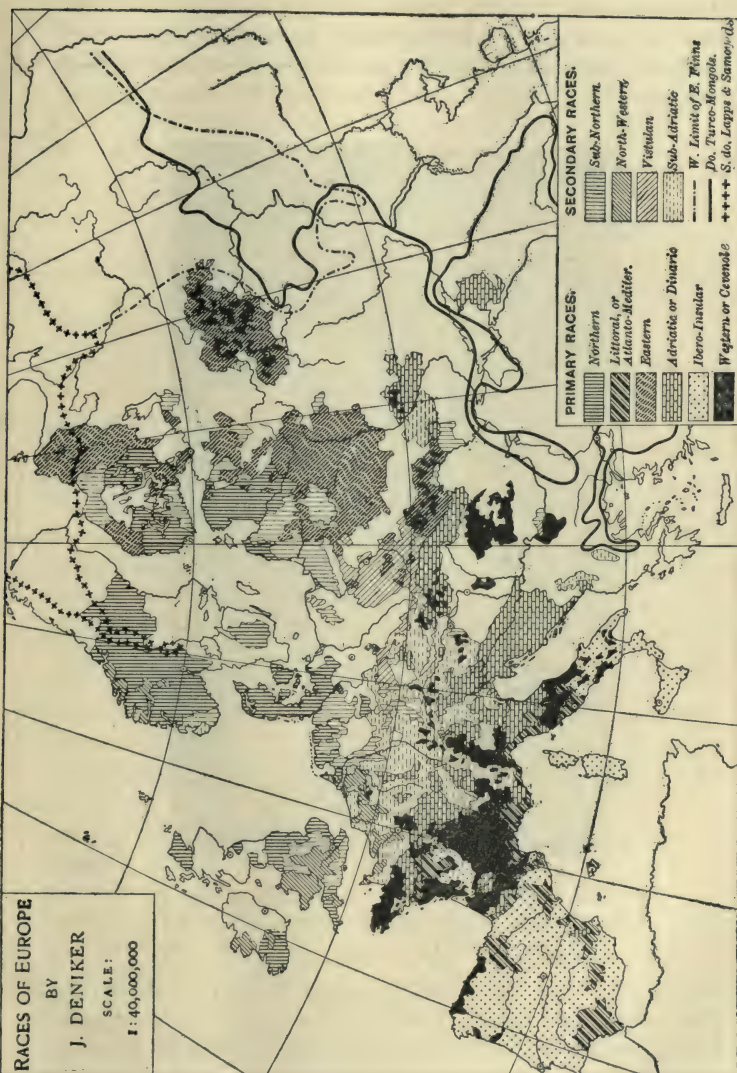 RACES OF EUROPE
BY
J. DENIKER
SCALE:
1:40,000,000
PRIMARY RACES.
Northern
Littoral, or
Atlanto-Mediter.
Eastern
Adriatic or Dinaric
Ibero-Insular
Western or Cevenole
SECONDARY RACES.
Sub-Northern
North-Western
Vistulan
Sub-Adriatic
W. Limit of E. Finns
Do. Turco-Mongols.
S. do. Lapps & Samoyeds